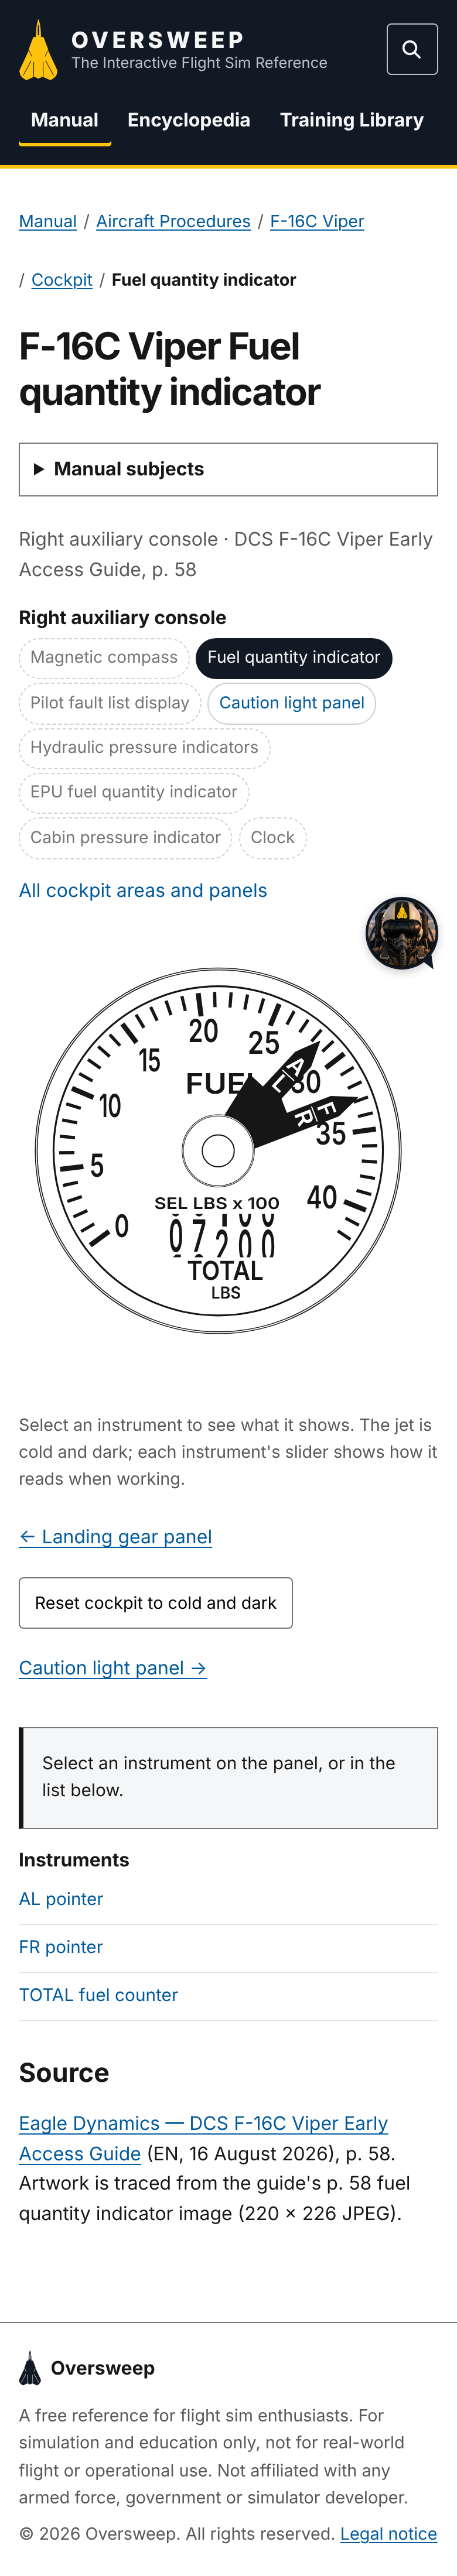 OVERSWEEP
The Interactive Flight Sim Reference
Manual
Encyclopedia
Training Library
Manual / Aircraft Procedures / F-16C Viper
/ Cockpit / Fuel quantity indicator
F-16C Viper Fuel
quantity indicator
▶ Manual subjects
Right auxiliary console · DCS F-16C Viper Early
Access Guide, p. 58
Right auxiliary console
Magnetic compass
Fuel quantity indicator
Pilot fault list display
Caution light panel
Hydraulic pressure indicators
EPU fuel quantity indicator
Cabin pressure indicator
Clock
All cockpit areas and panels
20
25
15
FUEL
AL
30
10
FR
35
5
40
SEL LBS x 100
0
07200
TOTAL
LBS
Select an instrument to see what it shows. The jet is
cold and dark; each instrument's slider shows how it
reads when working.
← Landing gear panel
Reset cockpit to cold and dark
Caution light panel →
Select an instrument on the panel, or in the
list below.
Instruments
AL pointer
FR pointer
TOTAL fuel counter
Source
Eagle Dynamics — DCS F-16C Viper Early
Access Guide (EN, 16 August 2026), p. 58.
Artwork is traced from the guide's p. 58 fuel
quantity indicator image (220 × 226 JPEG).
Oversweep
A free reference for flight sim enthusiasts. For
simulation and education only, not for real-world
flight or operational use. Not affiliated with any
armed force, government or simulator developer.
© 2026 Oversweep. All rights reserved. Legal notice